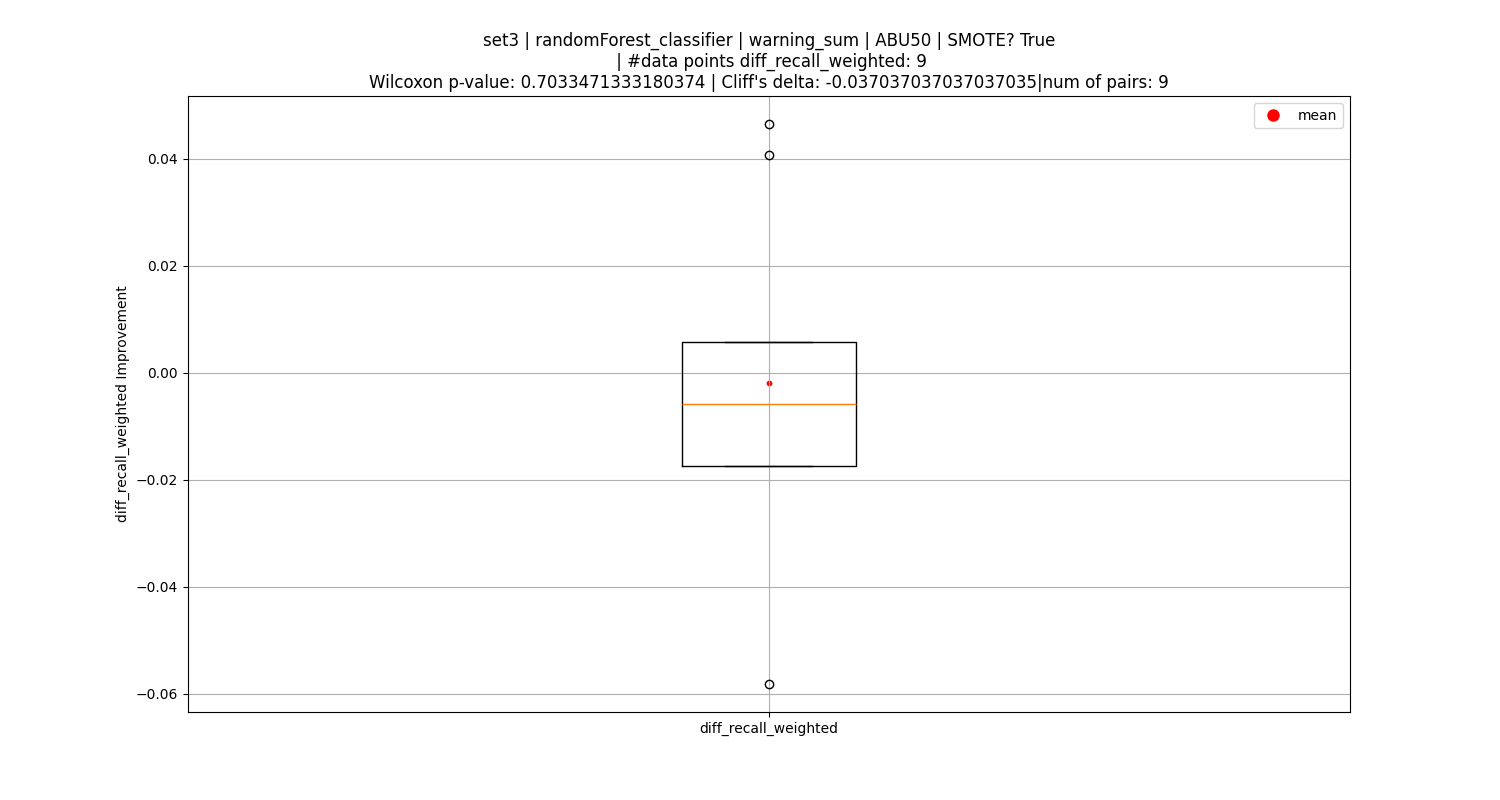 set3 | randomForest_classifier | warning_sum | ABU50 | SMOTE? True
| #data points diff_recall_weighted: 9
Wilcoxon p-value: 0.7033471333180374 | Cliff's delta: -0.037037037037037035|num of pairs: 9
mean
0.04
0.02
0.00
−0.02
−0.04
−0.06
diff_recall_weighted Improvement
diff_recall_weighted